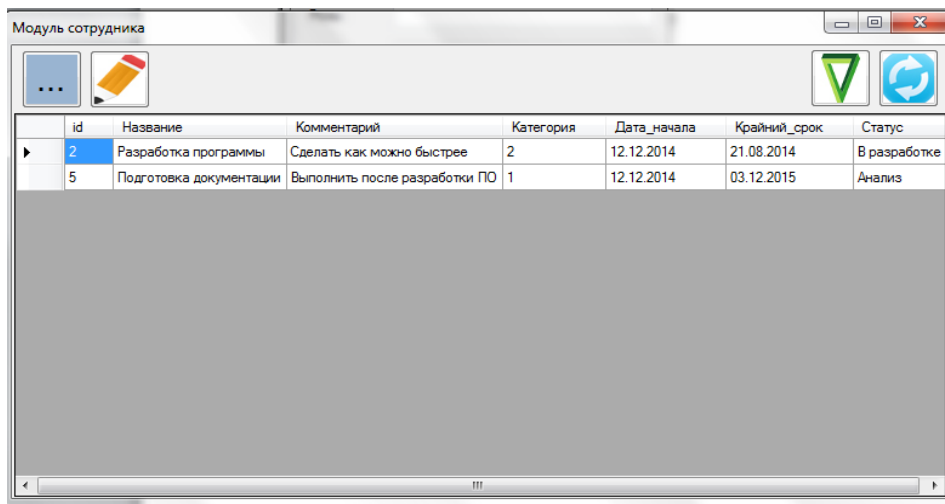 Модуль сотрудника
...
id Название Комментарий Категория Дата_начала Крайний_срок Статус
2 Разработка программы Сделать как можно быстрее 2 12.12.2014 21.08.2014 В разработке
5 Подготовка документации Выполнить после разработки ПО 1 12.12.2014 03.12.2015 Анализ